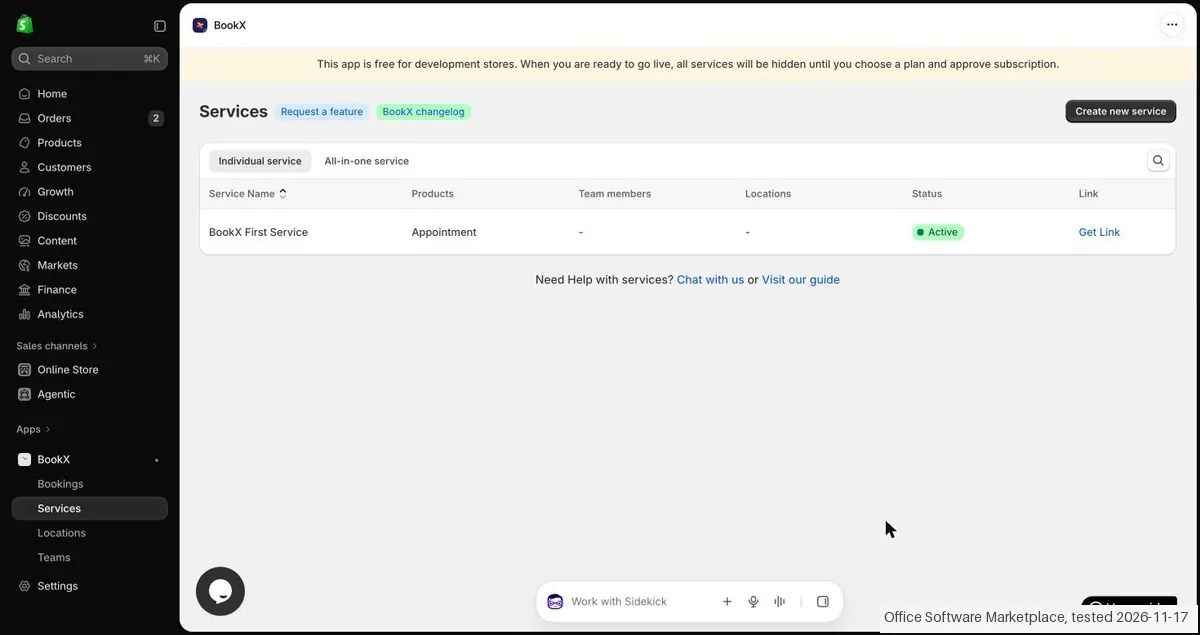 BookX
Search ⌘K
This app is free for development stores. When you are ready to go live, all services will be hidden until you choose a plan and approve subscription.
Home
Orders 2
Products
Customers
Growth
Discounts
Content
Markets
Finance
Analytics
Sales channels
Online Store
Agentic
Apps
BookX
Bookings
Services
Locations
Teams
Settings
Services Request a feature BookX changelog Create new service
Individual service All-in-one service
Service Name Products Team members Locations Status Link
BookX First Service Appointment - - Active Get Link
Need Help with services? Chat with us or Visit our guide
Work with Sidekick
Office Software Marketplace, tested 2026-11-17